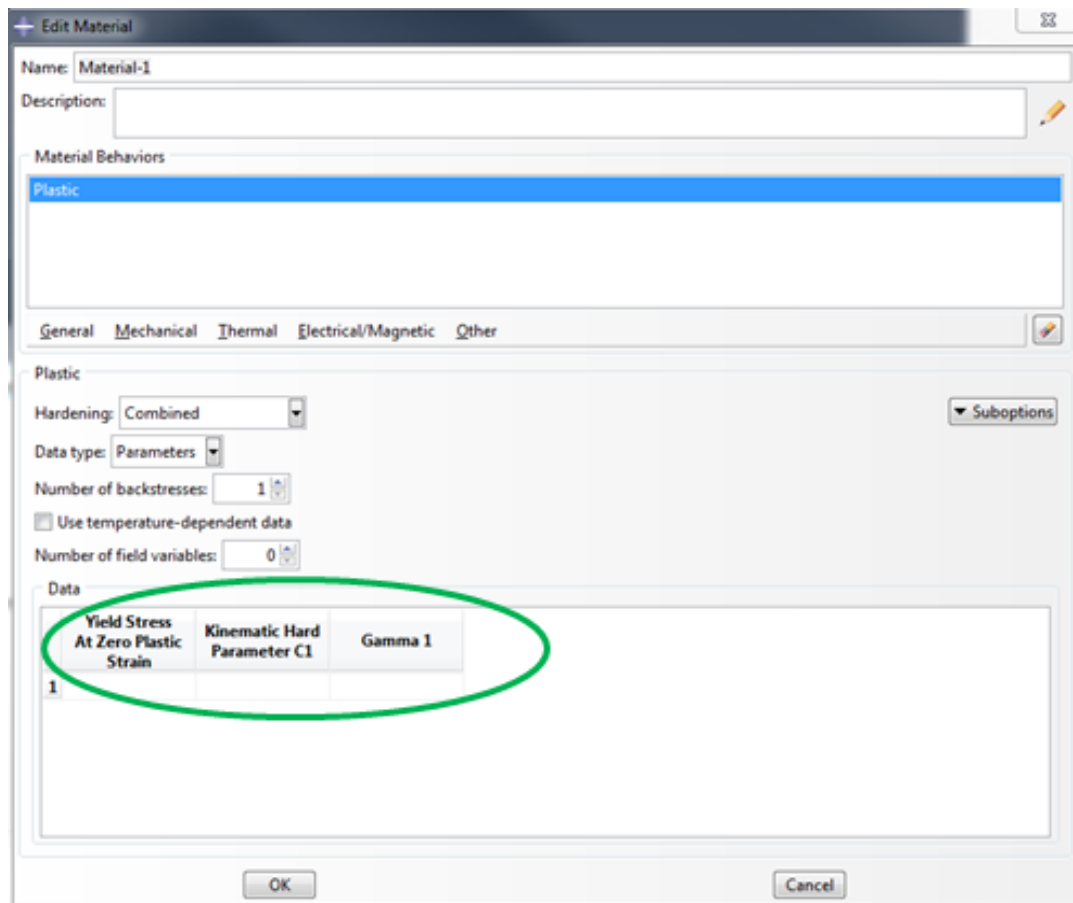 Edit Material
Name: Material-1
Description:
Material Behaviors
Plastic
General Mechanical Thermal Electrical/Magnetic Other
Plastic
Hardening: Combined
Suboptions
Data type: Parameters
Number of backstresses: 1
Use temperature-dependent data
Number of field variables: 0
Data
Yield Stress
At Zero Plastic
Strain
Kinematic Hard
Parameter C1
Gamma 1
1
OK
Cancel